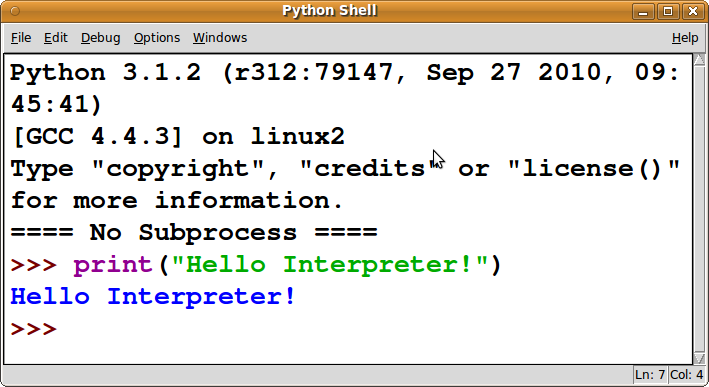 Python Shell
File Edit Debug Options Windows Help
Python 3.1.2 (r312:79147, Sep 27 2010, 09:
45:41)
[GCC 4.4.3] on linux2
Type "copyright", "credits" or "license()"
for more information.
==== No Subprocess ====
>>> print("Hello Interpreter!")
Hello Interpreter!
>>>
Ln: 7 Col: 4